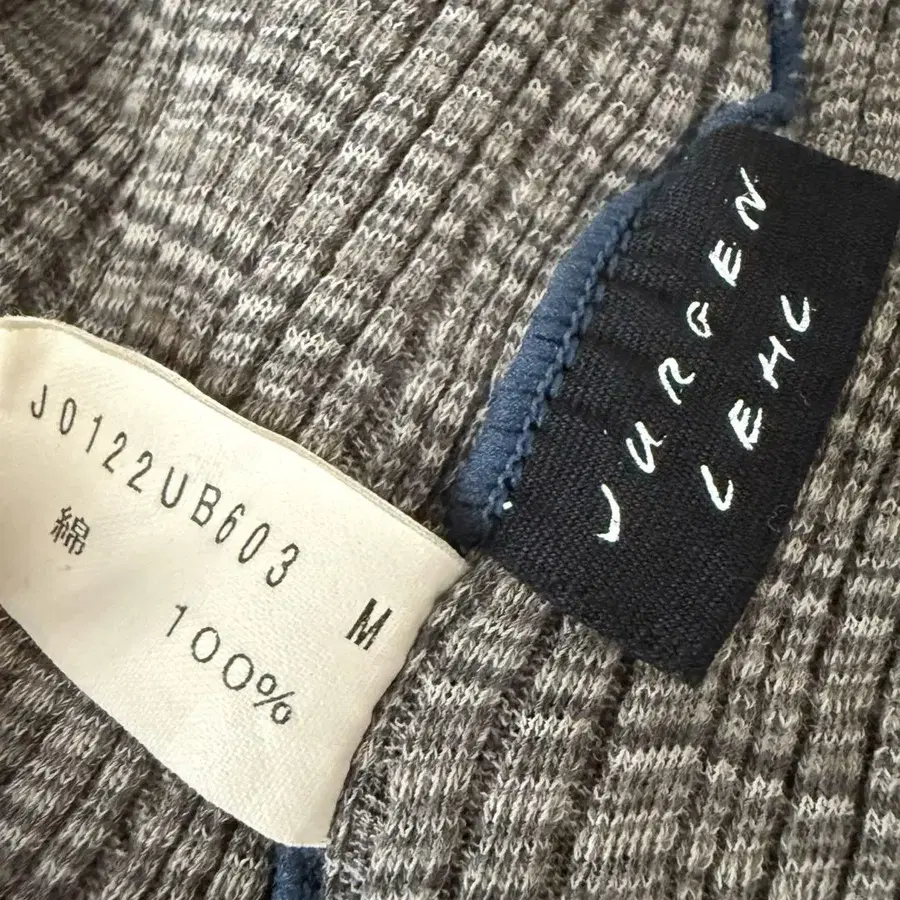 JURGEN
LEHL
J0122UB603
M
綿
100%